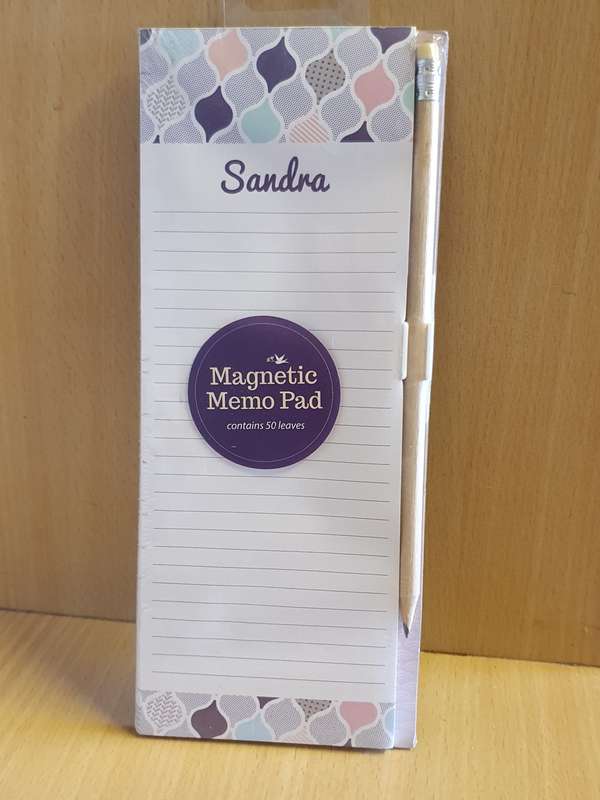 Sandra
Magnetic
Memo Pad
contains 50 leaves